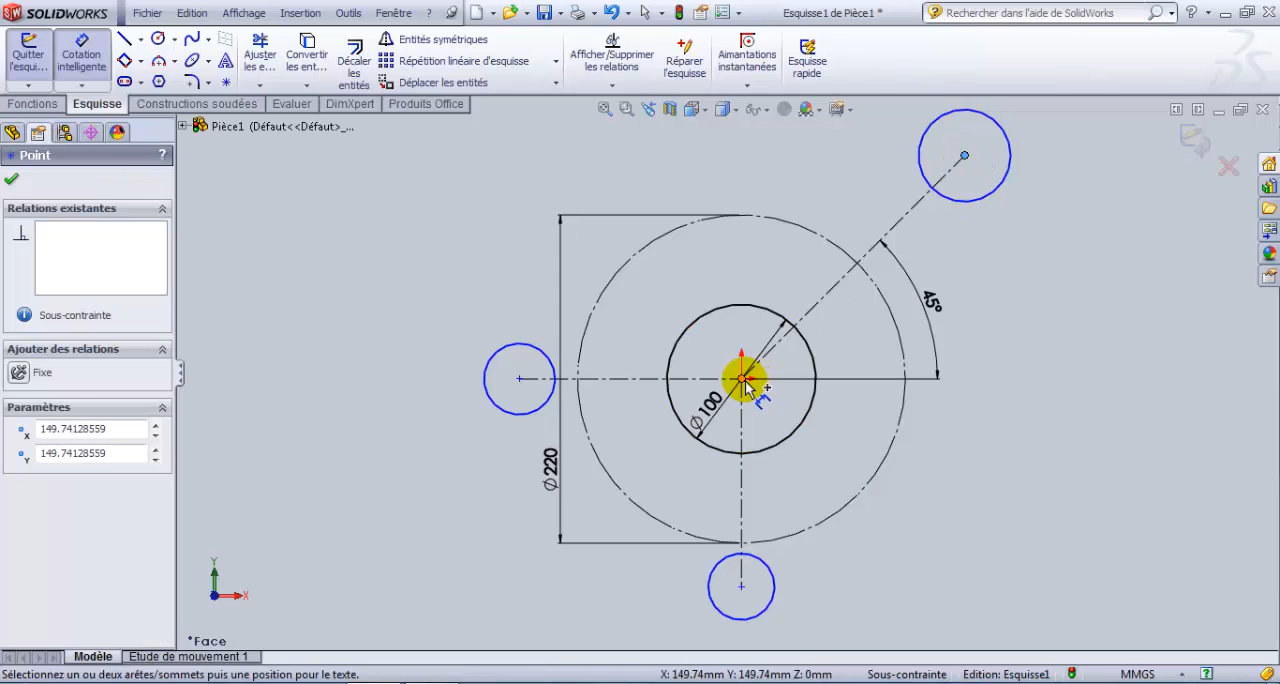 SOLIDWORKS
Fichier Edition Affichage Insertion Outils Fenêtre ?
Esquisse1 de Pièce1 *
Rechercher dans l'aide de SolidWorks
?
Quitter l'esqui...
Cotation intelligente
Ajuster les e...
Convertir les ent...
Décaler les entités
Entités symétriques
Répétition linéaire d'esquisse
Déplacer les entités
Afficher/Supprimer les relations
Réparer l'esquisse
Aimantations instantanées
Esquisse rapide
Fonctions Esquisse Constructions soudées Evaluer DimXpert Produits Office
Pièce1 (Défaut<<Défaut>_...
Point ?
Relations existantes
Sous-contrainte
Ajouter des relations
Fixe
Paramètres
X 149.74128559
Y 149.74128559
45°
Ø100
Ø220
Y
X
*Face
Modèle Etude de mouvement 1
Sélectionnez un ou deux arêtes/sommets puis une position pour le texte.
X: 149.74mm Y: 149.74mm Z: 0mm Sous-contrainte Edition: Esquisse1 MMGS ?